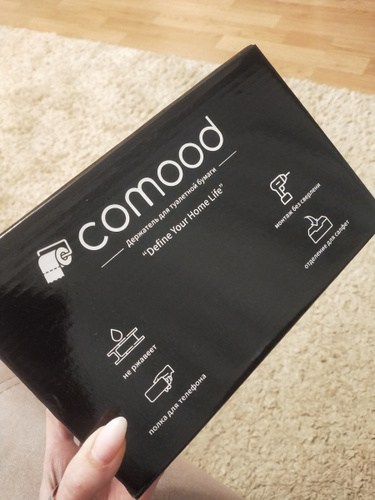 comood
Держатель для туалетной бумаги
“Define Your Home Life”
монтаж без сверлени
отделение для салфет
не ржавеет
полка для телефона